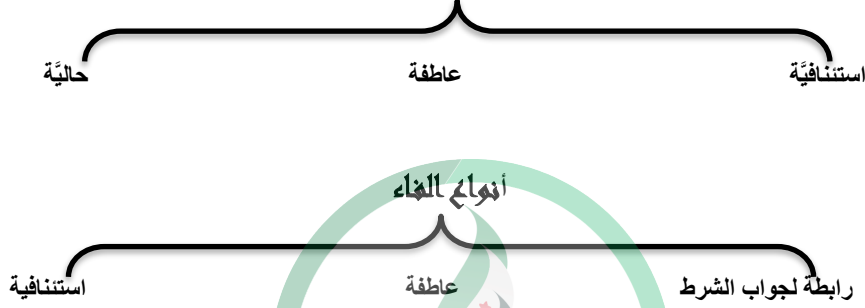 استئنافيَّة عاطفة حاليَّة
أنواع الفاء
رابطة لجواب الشرط عاطفة استئنافية